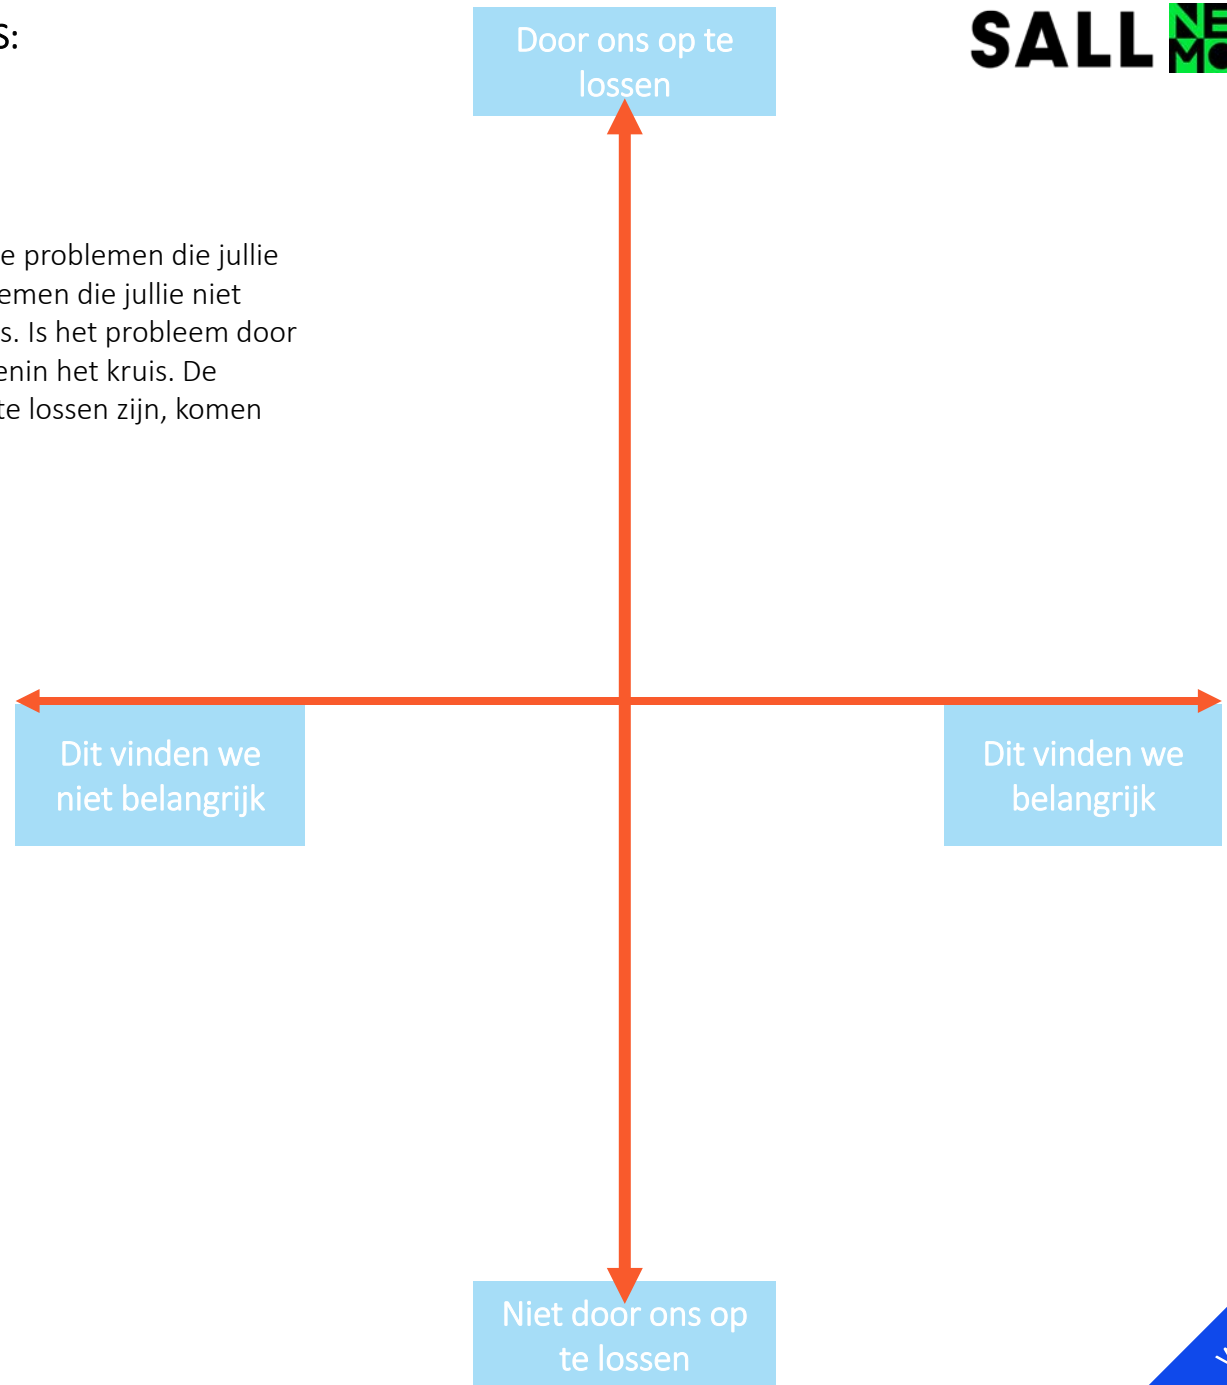 S:
Door ons op te
lossen
SALL NE
MO
e problemen die jullie
emen die jullie niet
s. Is het probleem door
enin het kruis. De
te lossen zijn, komen
Dit vinden we
niet belangrijk
Dit vinden we
belangrijk
Niet door ons op
te lossen